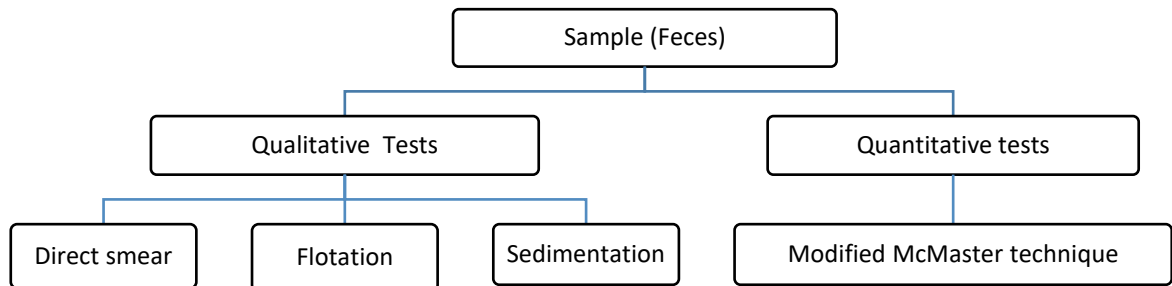 Sample (Feces)
Qualitative  Tests
Quantitative tests
Direct smear
Flotation
Sedimentation
Modified McMaster technique